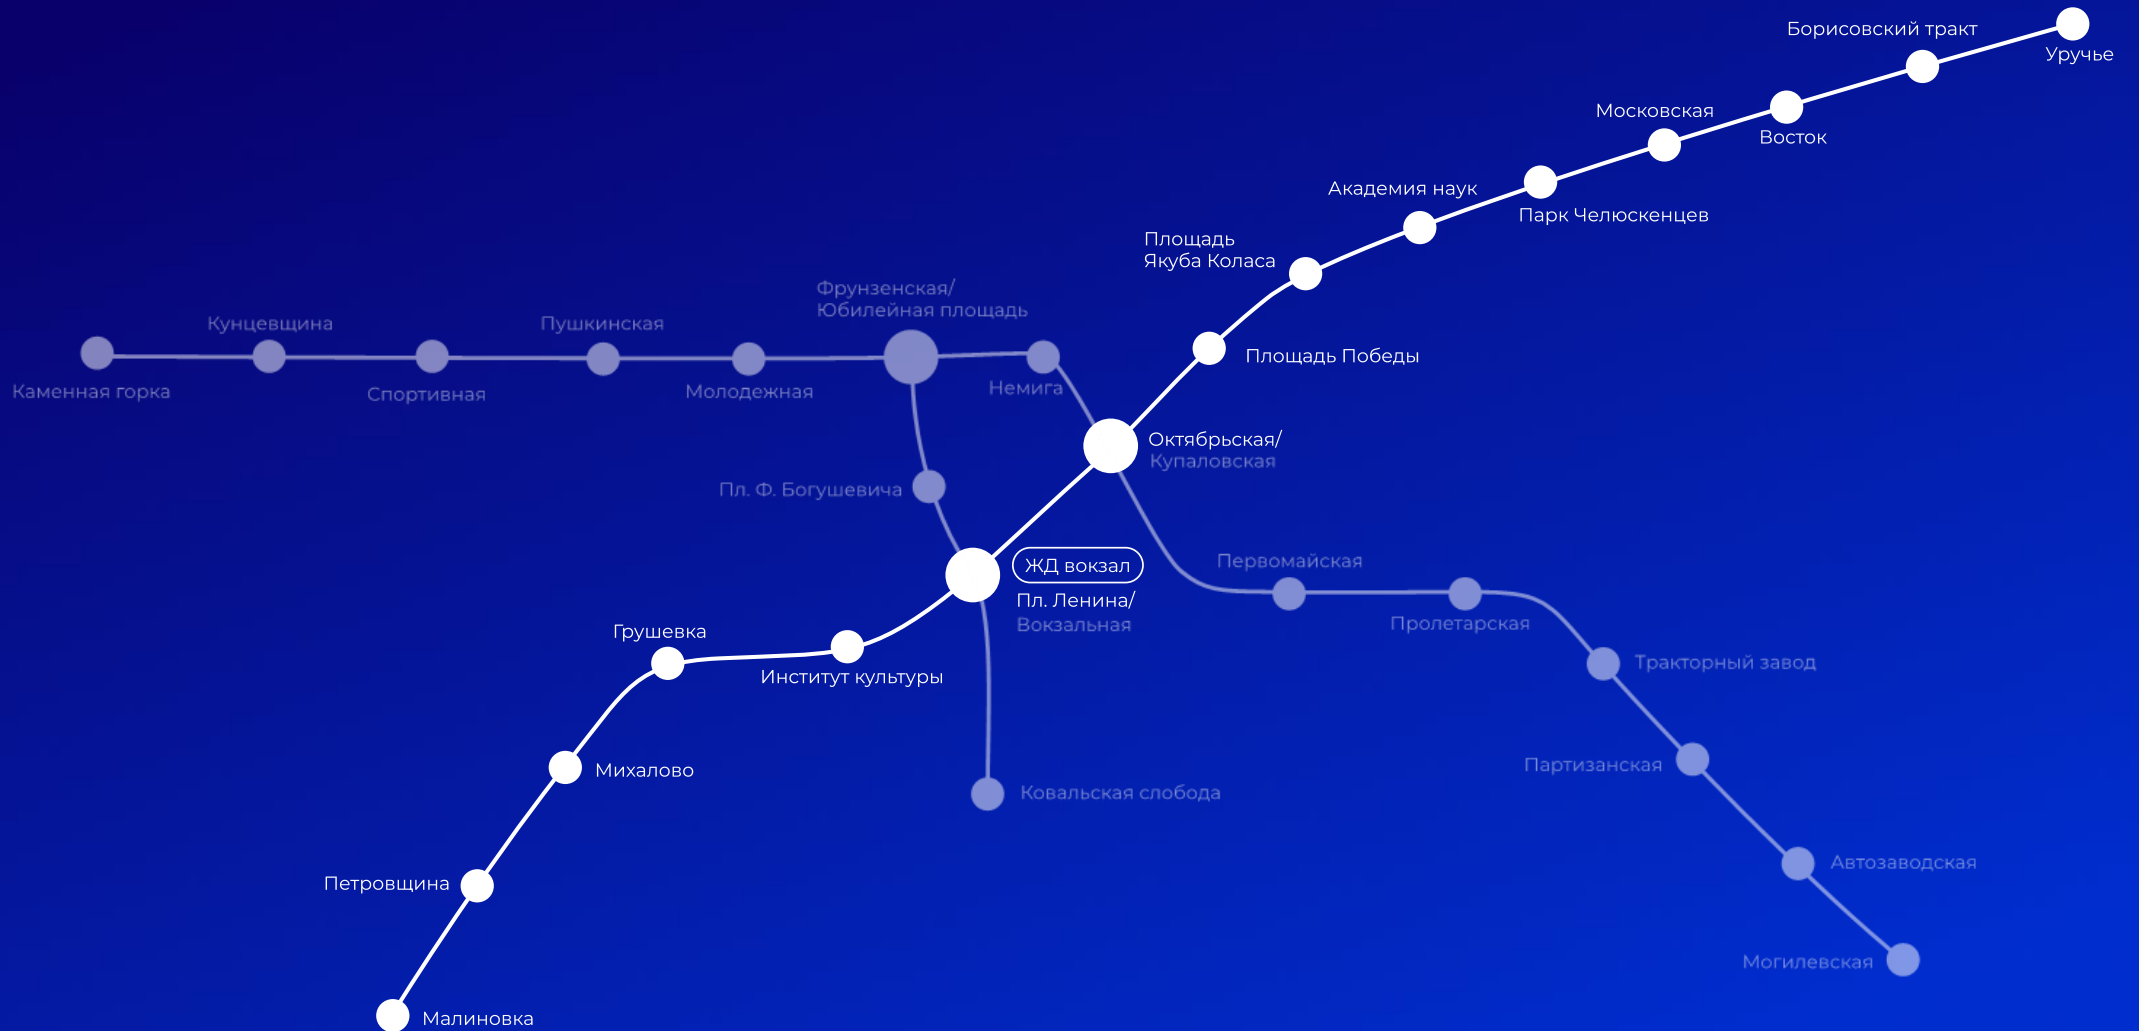 Борисовский тракт
Уручье
Московская
Восток
Академия наук
Парк Челюскенцев
Площадь
Якуба Коласа
Фрунзенская/
Юбилейная площадь
Кунцевщина
Пушкинская
Площадь Победы
Каменная горка
Спортивная
Молодежная
Немига
Октябрьская/
Купаловская
Пл. Ф. Богушевича
ЖД вокзал
Первомайская
Пл. Ленина/
Вокзальная
Пролетарская
Грушевка
Институт культуры
Тракторный завод
Михалово
Партизанская
Ковальская слобода
Автозаводская
Петровщина
Могилевская
Малиновка